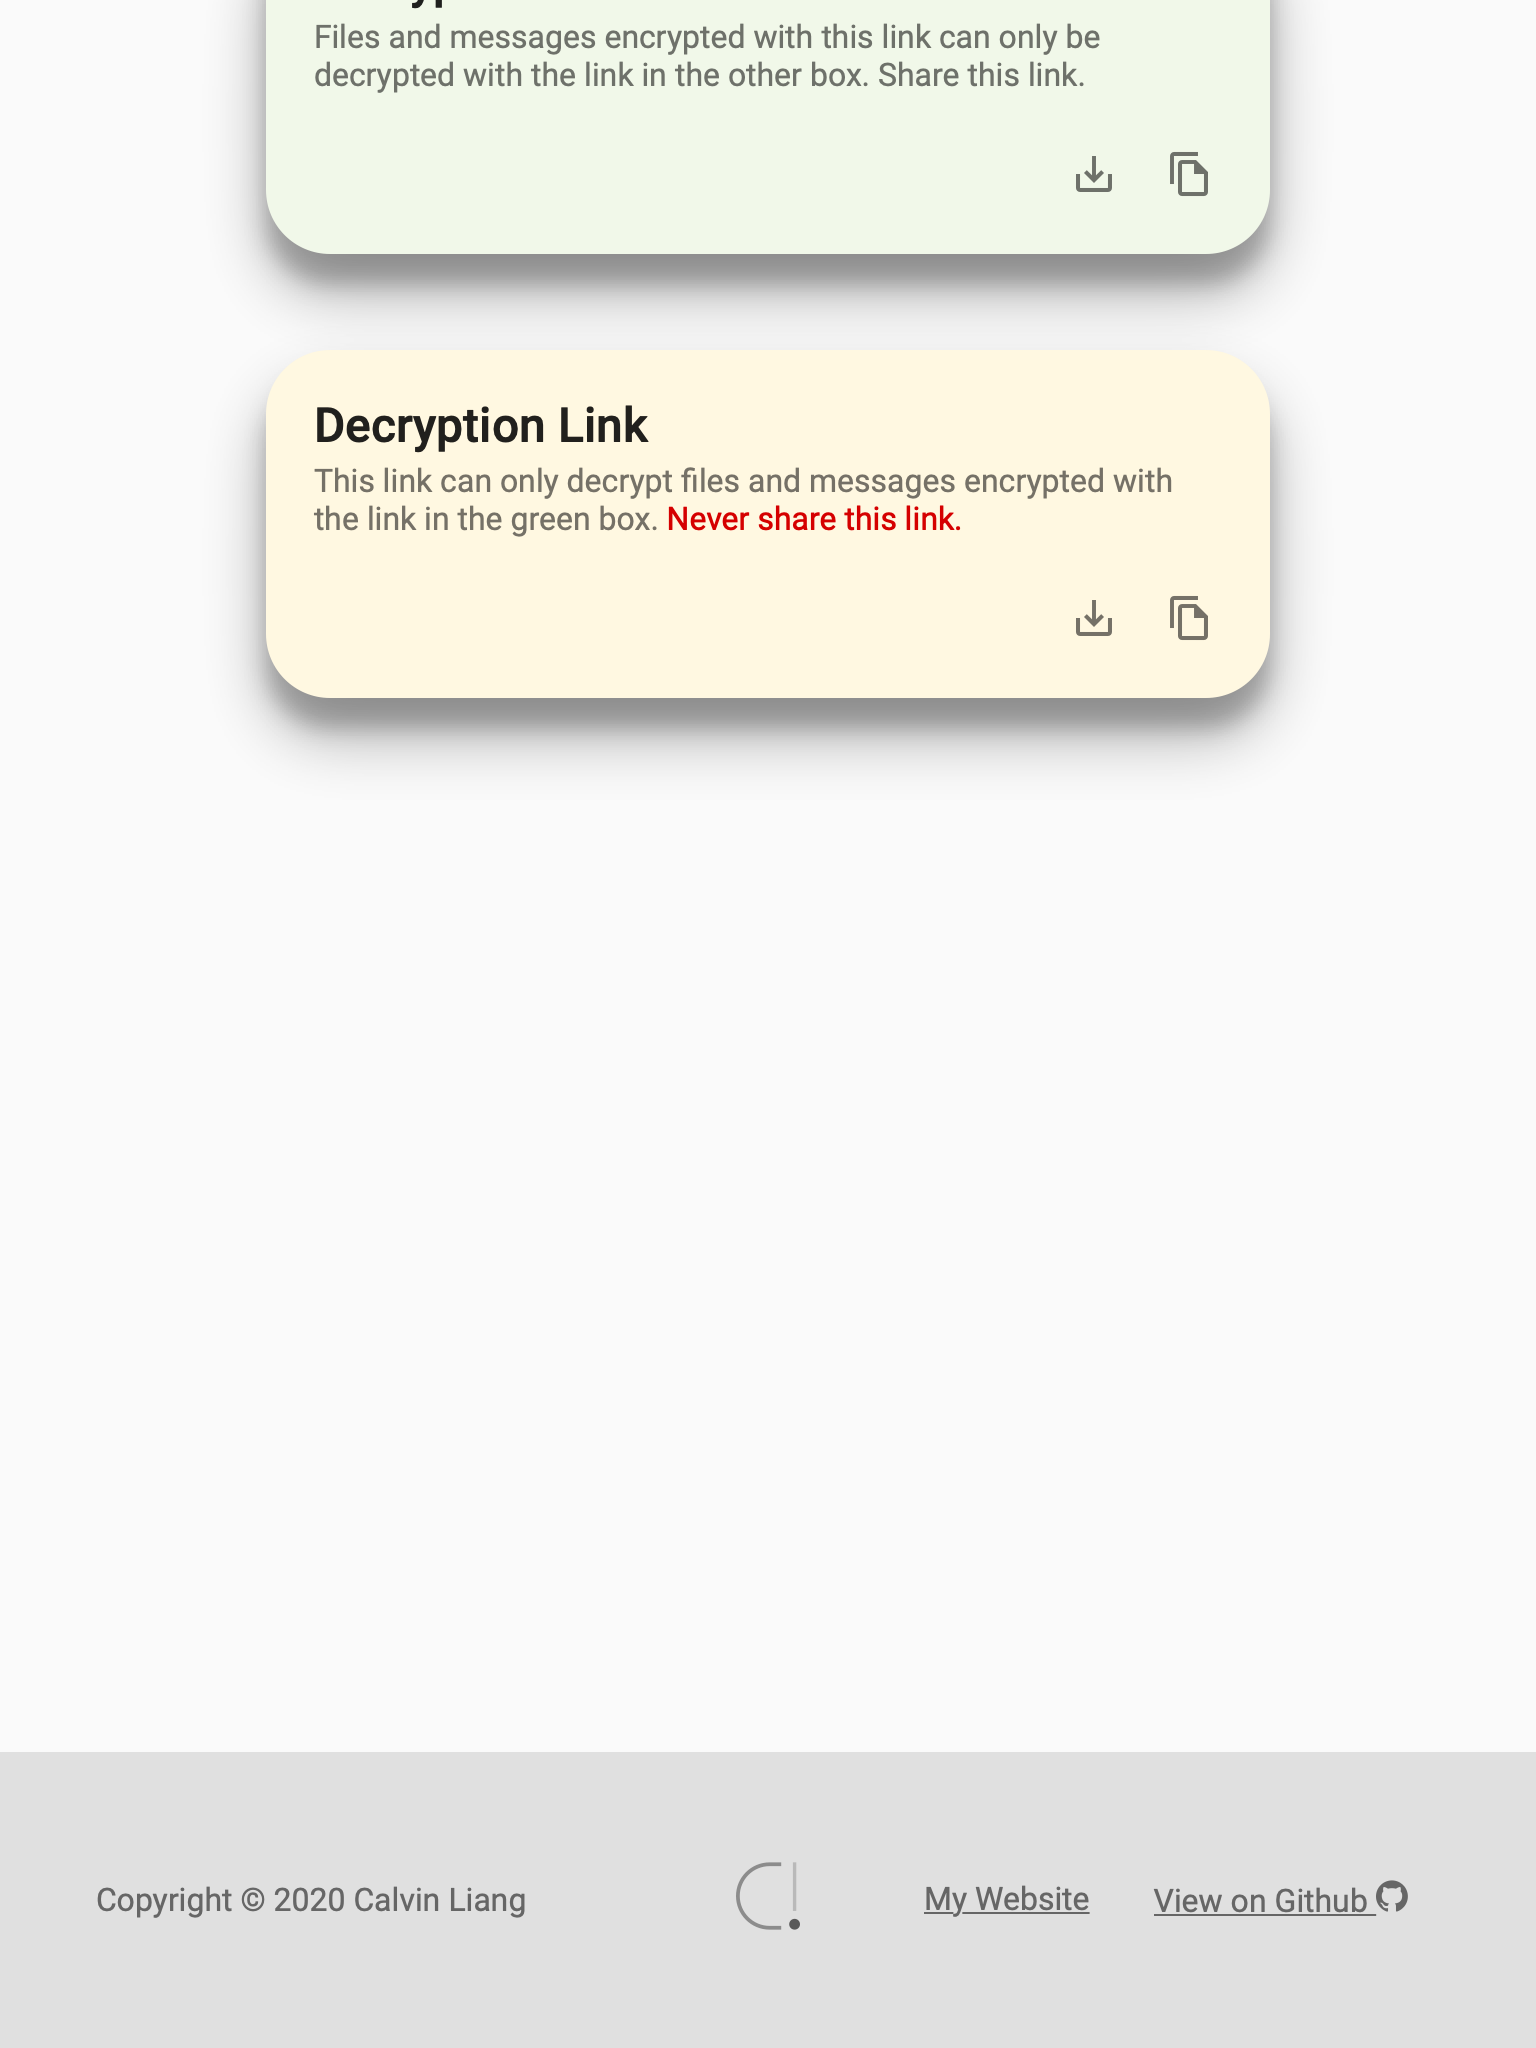 Files and messages encrypted with this link can only be
decrypted with the link in the other box. Share this link.
Decryption Link
This link can only decrypt files and messages encrypted with
the link in the green box. Never share this link.
Copyright © 2020 Calvin Liang
My Website
View on Github